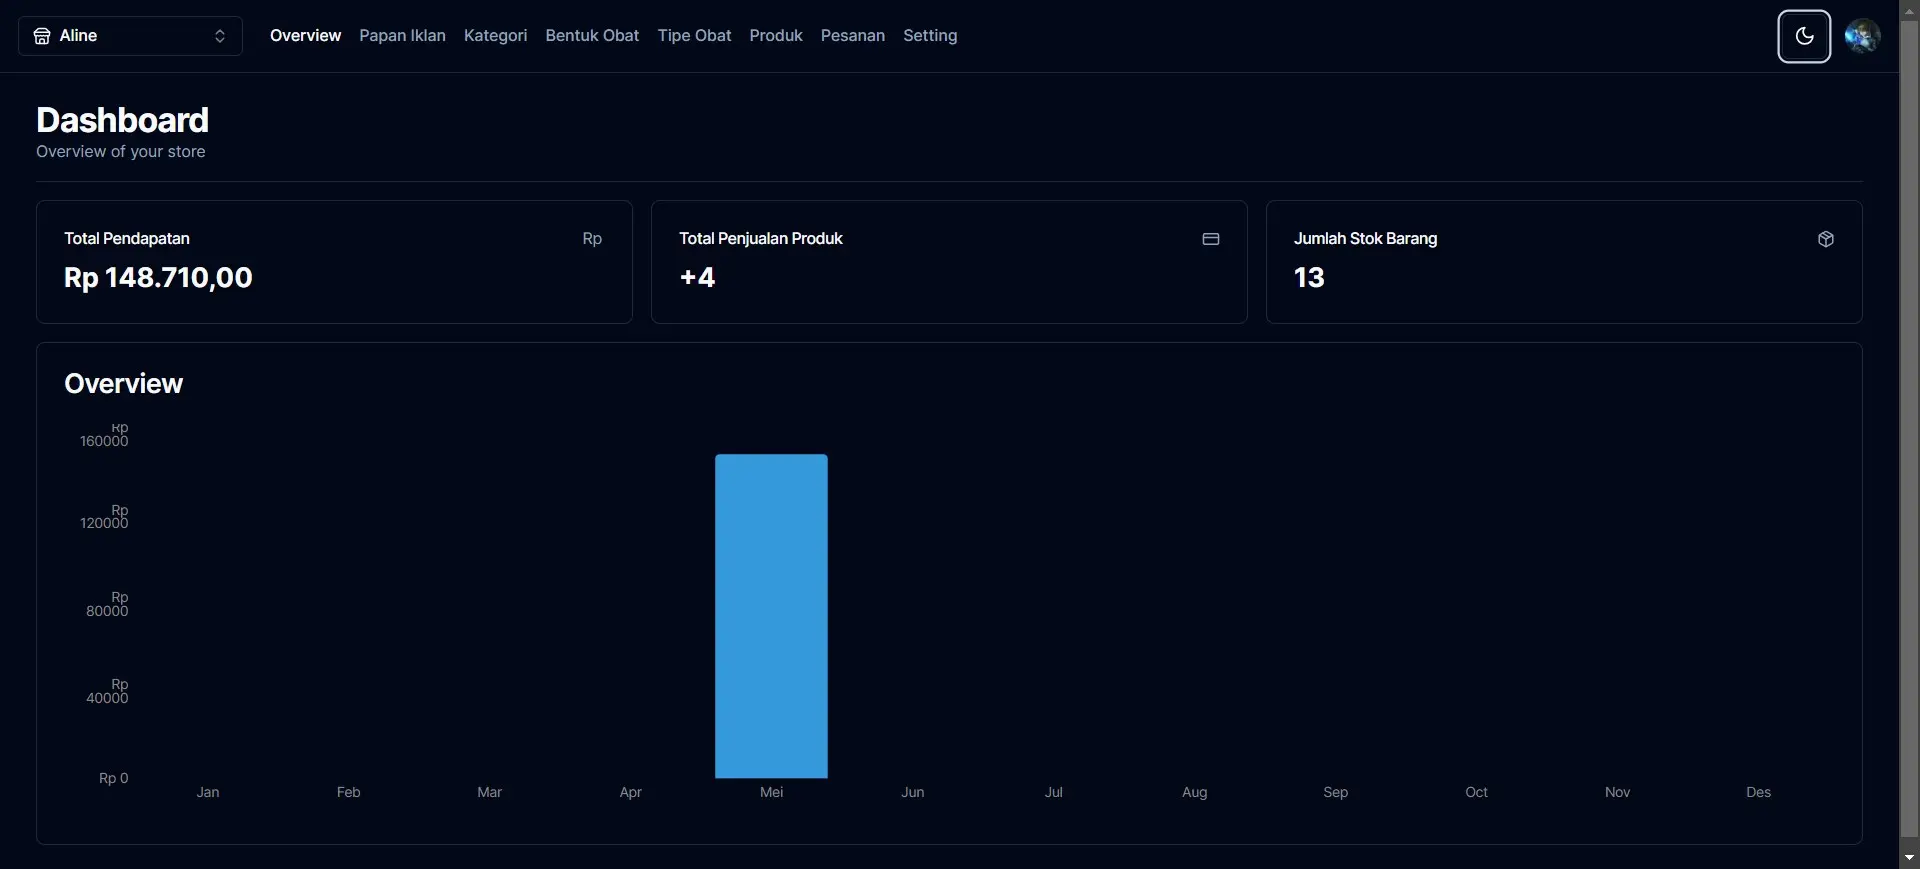 Aline
Overview Papan Iklan Kategori Bentuk Obat Tipe Obat Produk Pesanan Setting
Dashboard
Overview of your store
Total Pendapatan
Rp
Rp 148.710,00
Total Penjualan Produk
+4
Jumlah Stok Barang
13
Overview
Rp
160000
Rp
120000
Rp
80000
Rp
40000
Rp 0
Jan Feb Mar Apr Mei Jun Jul Aug Sep Oct Nov Des